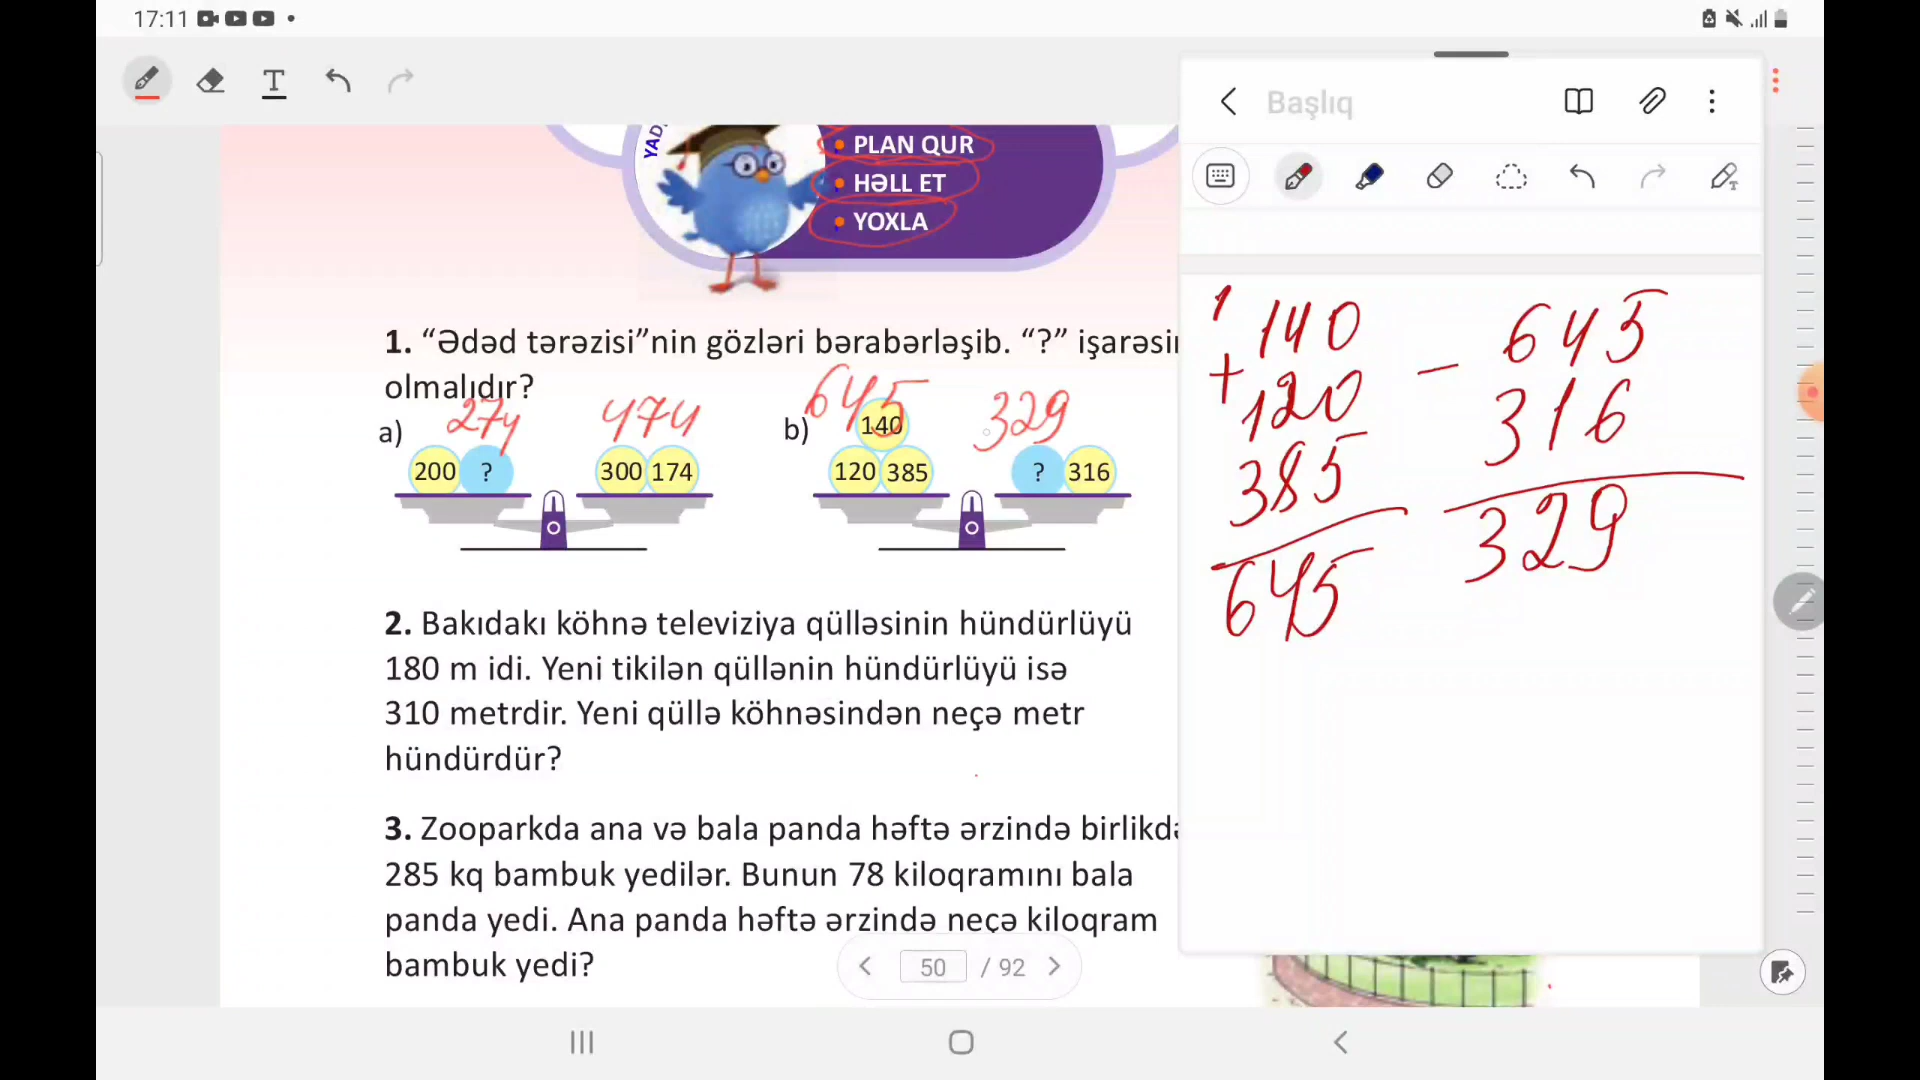 17:11
YAD
• PLAN QUR
• HƏLL ET
• YOXLA
1. “Ədəd tərəzisi”nin gözləri bərabərləşib. “?” işarəsin
olmalıdır?
a)
274
474
200 ? 300 174
b)
645
329
140
120 385 ? 316
2. Bakıdakı köhnə televiziya qülləsinin hündürlüyü
180 m idi. Yeni tikilən qüllənin hündürlüyü isə
310 metrdir. Yeni qüllə köhnəsindən neçə metr
hündürdür?
3. Zooparkda ana və bala panda həftə ərzində birlikdə
285 kq bambuk yedilər. Bunun 78 kiloqramını bala
panda yedi. Ana panda həftə ərzində neçə kiloqram
bambuk yedi?
50 / 92
Başlıq
1
140
+
120
385
645
− 645
316
329